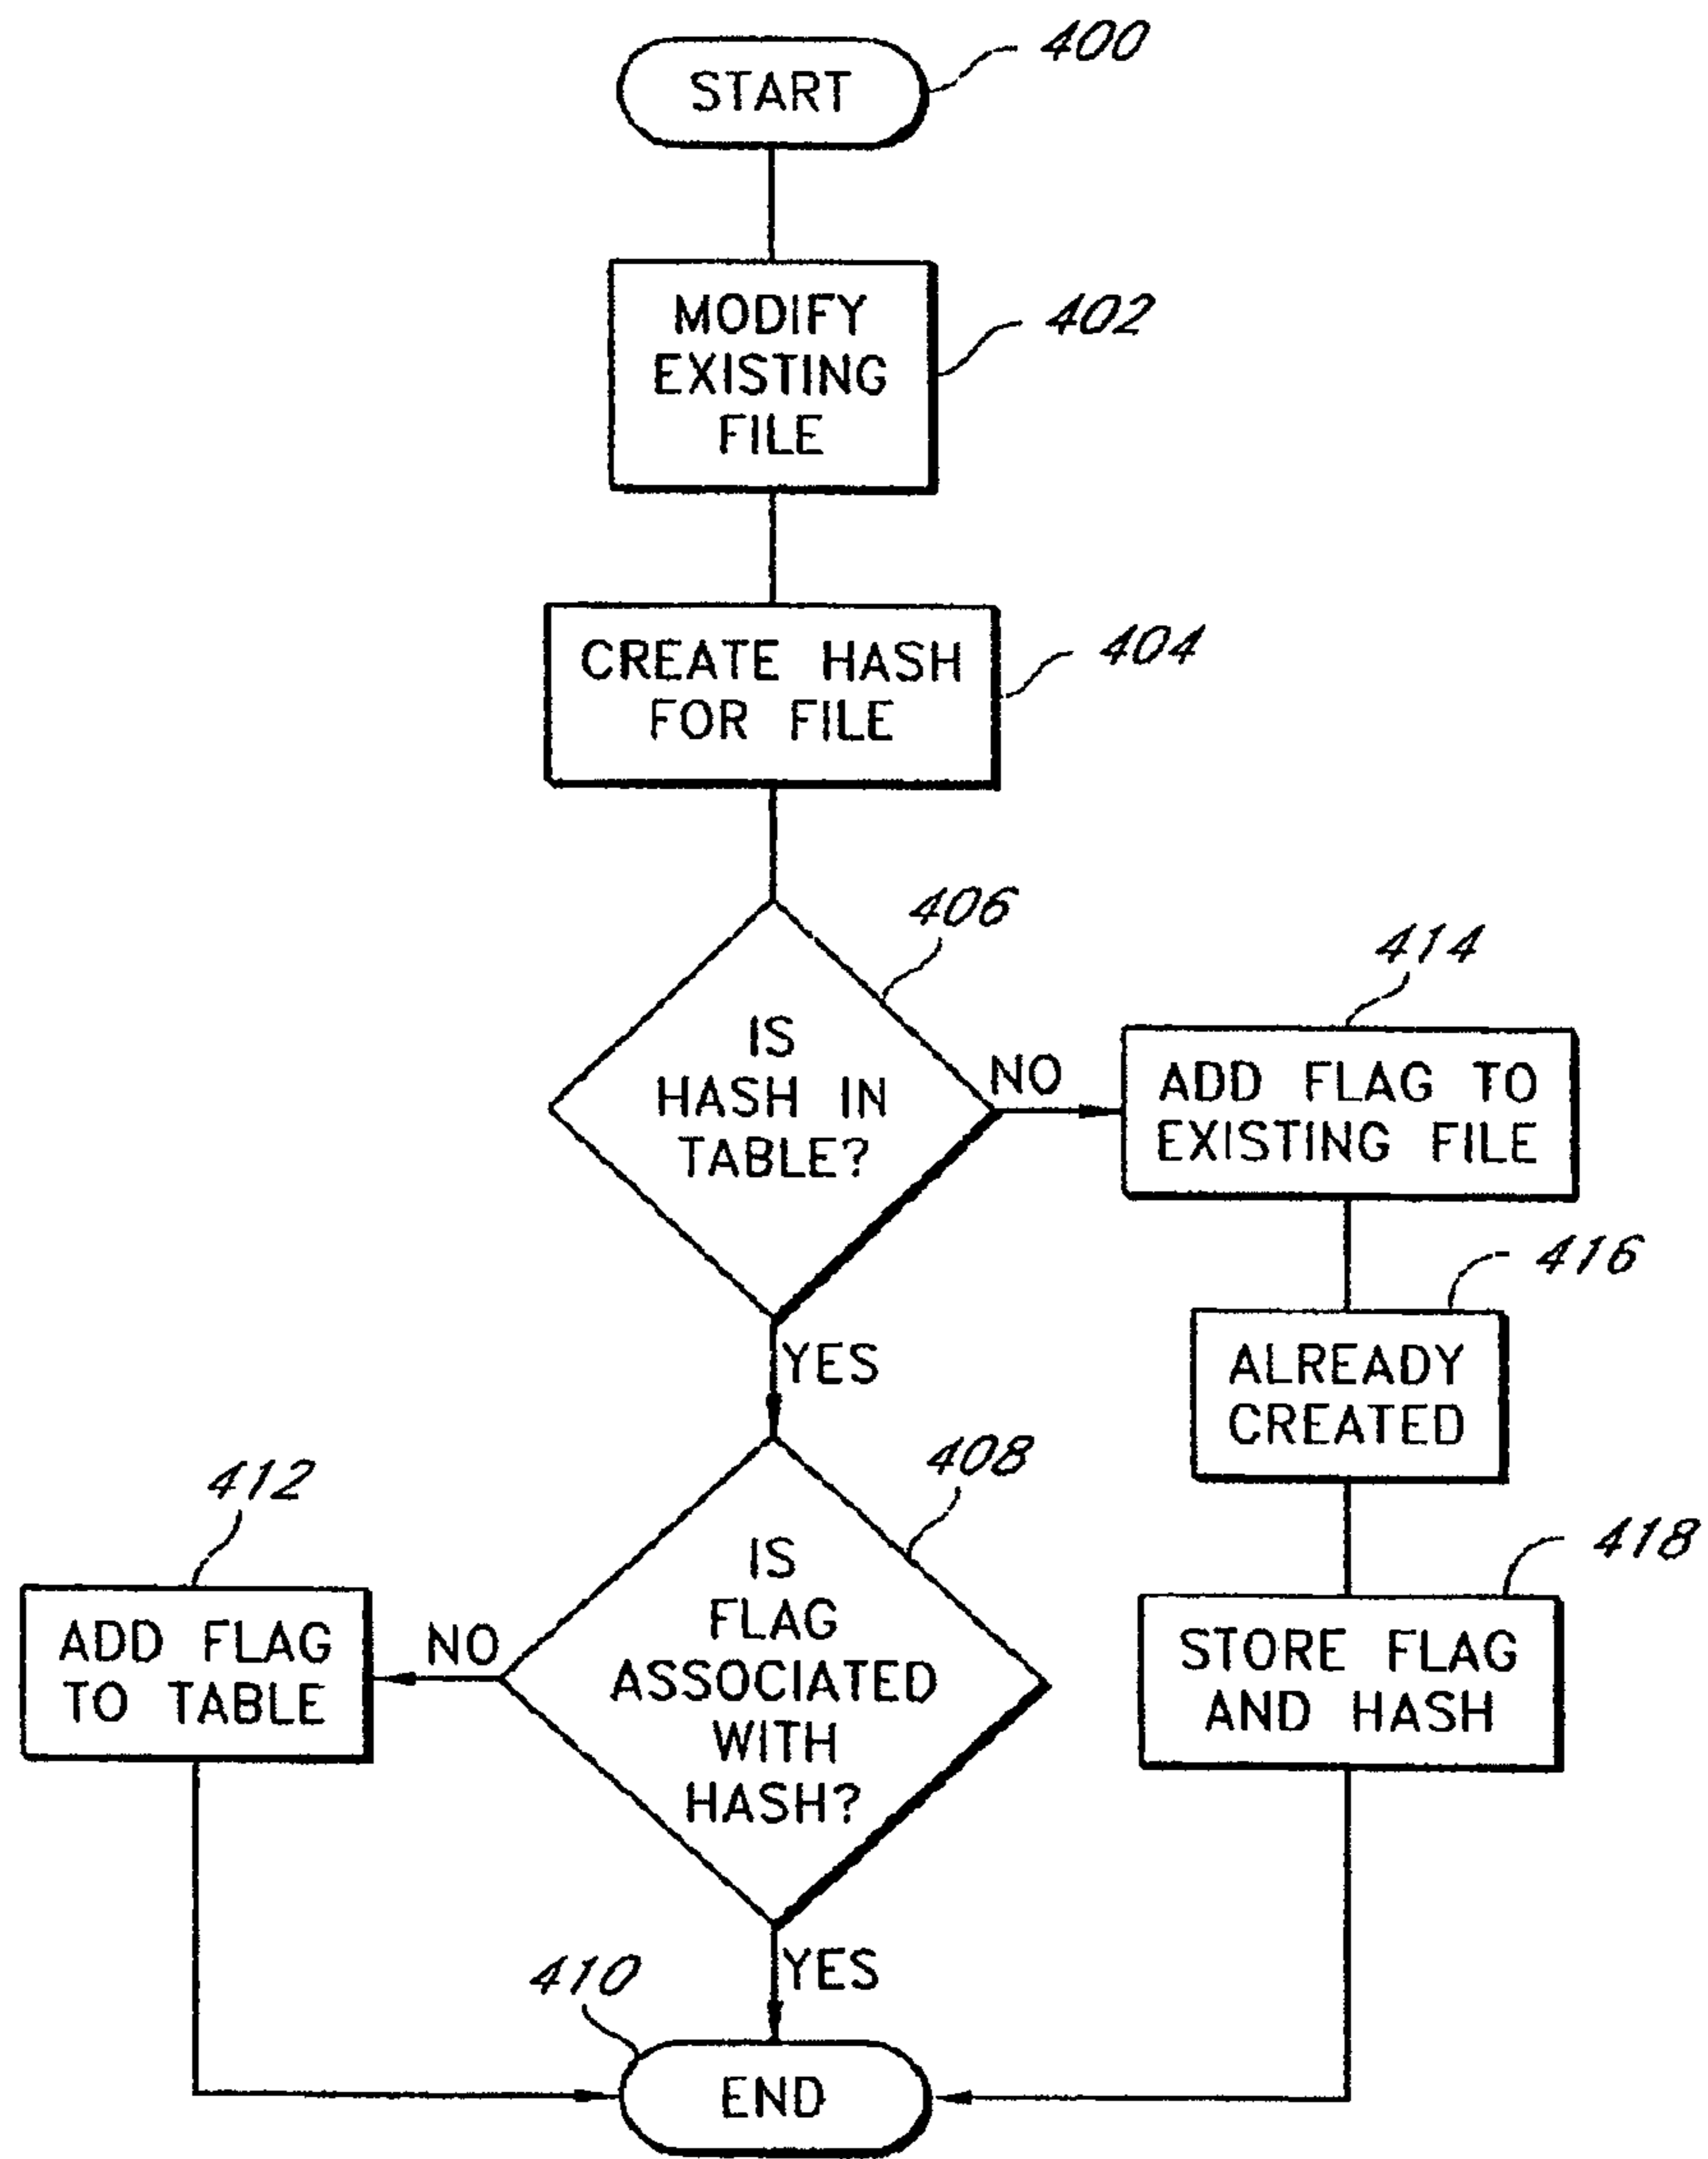 400
START
402
MODIFY
EXISTING
FILE
404
CREATE HASH
FOR FILE
406
IS
HASH IN
TABLE?
NO
414
ADD FLAG TO
EXISTING FILE
416
ALREADY
CREATED
YES
408
IS
FLAG
ASSOCIATED
WITH
HASH?
NO
412
ADD FLAG
TO TABLE
418
STORE FLAG
AND HASH
YES
410
END